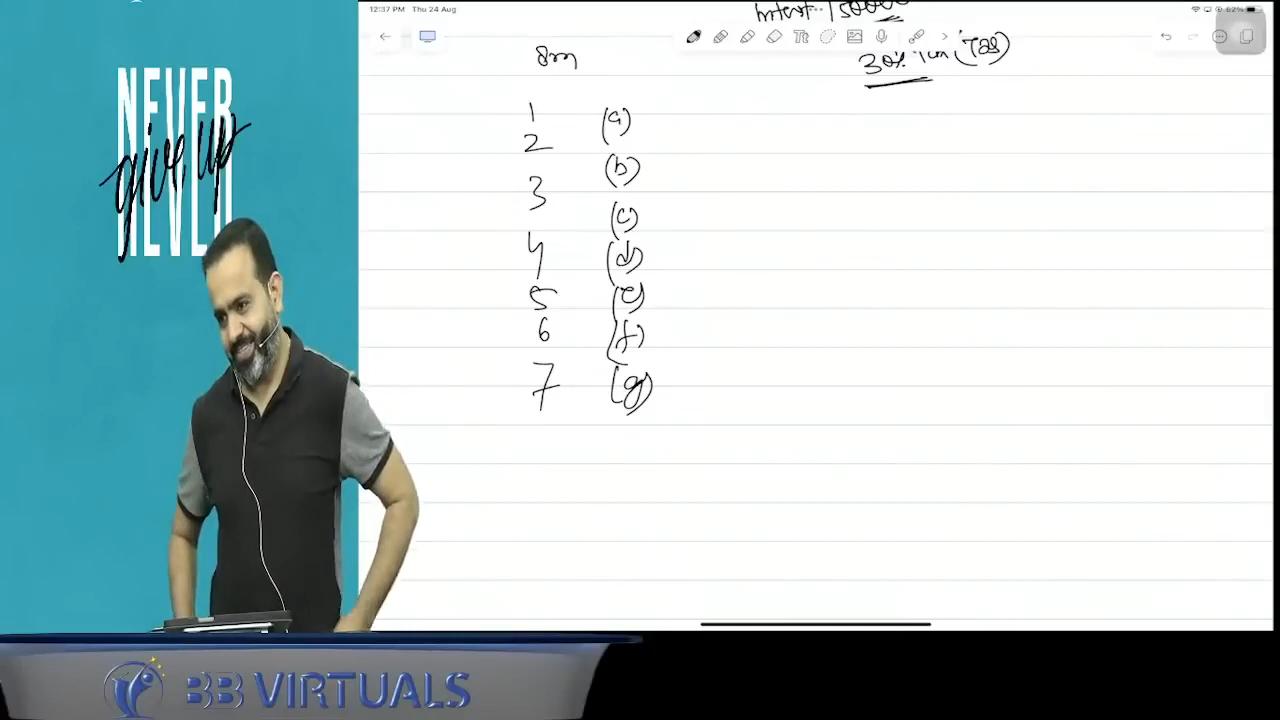 NEVER
give up
NEVER
12:37 PM Thu 24 Aug
62%
30% Tax (TDS)
1 (a)
2 (b)
3 (c)
4 (d)
5 (e)
6 (f)
7 (g)
BB VIRTUALS